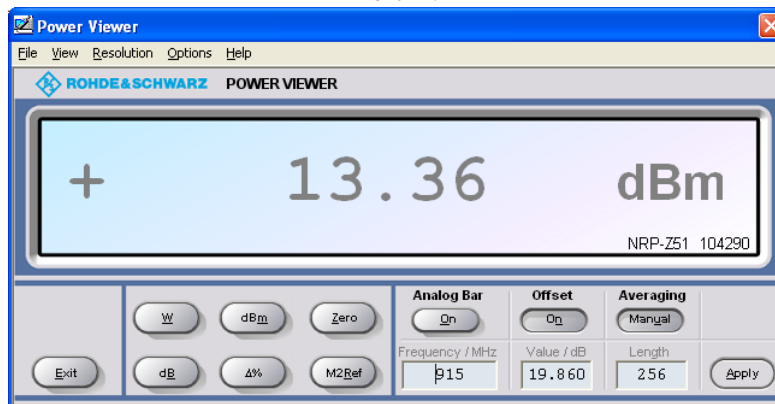 Power Viewer
File View Resolution Options Help
ROHDE&SCHWARZ POWER VIEWER
+ 13.36 dBm
NRP-Z51 104290
Analog Bar Offset Averaging
W dBm Zero On On Manual
Frequency / MHz Value / dB Length
Exit dB Δ% M2Ref 915 19.860 256 Apply